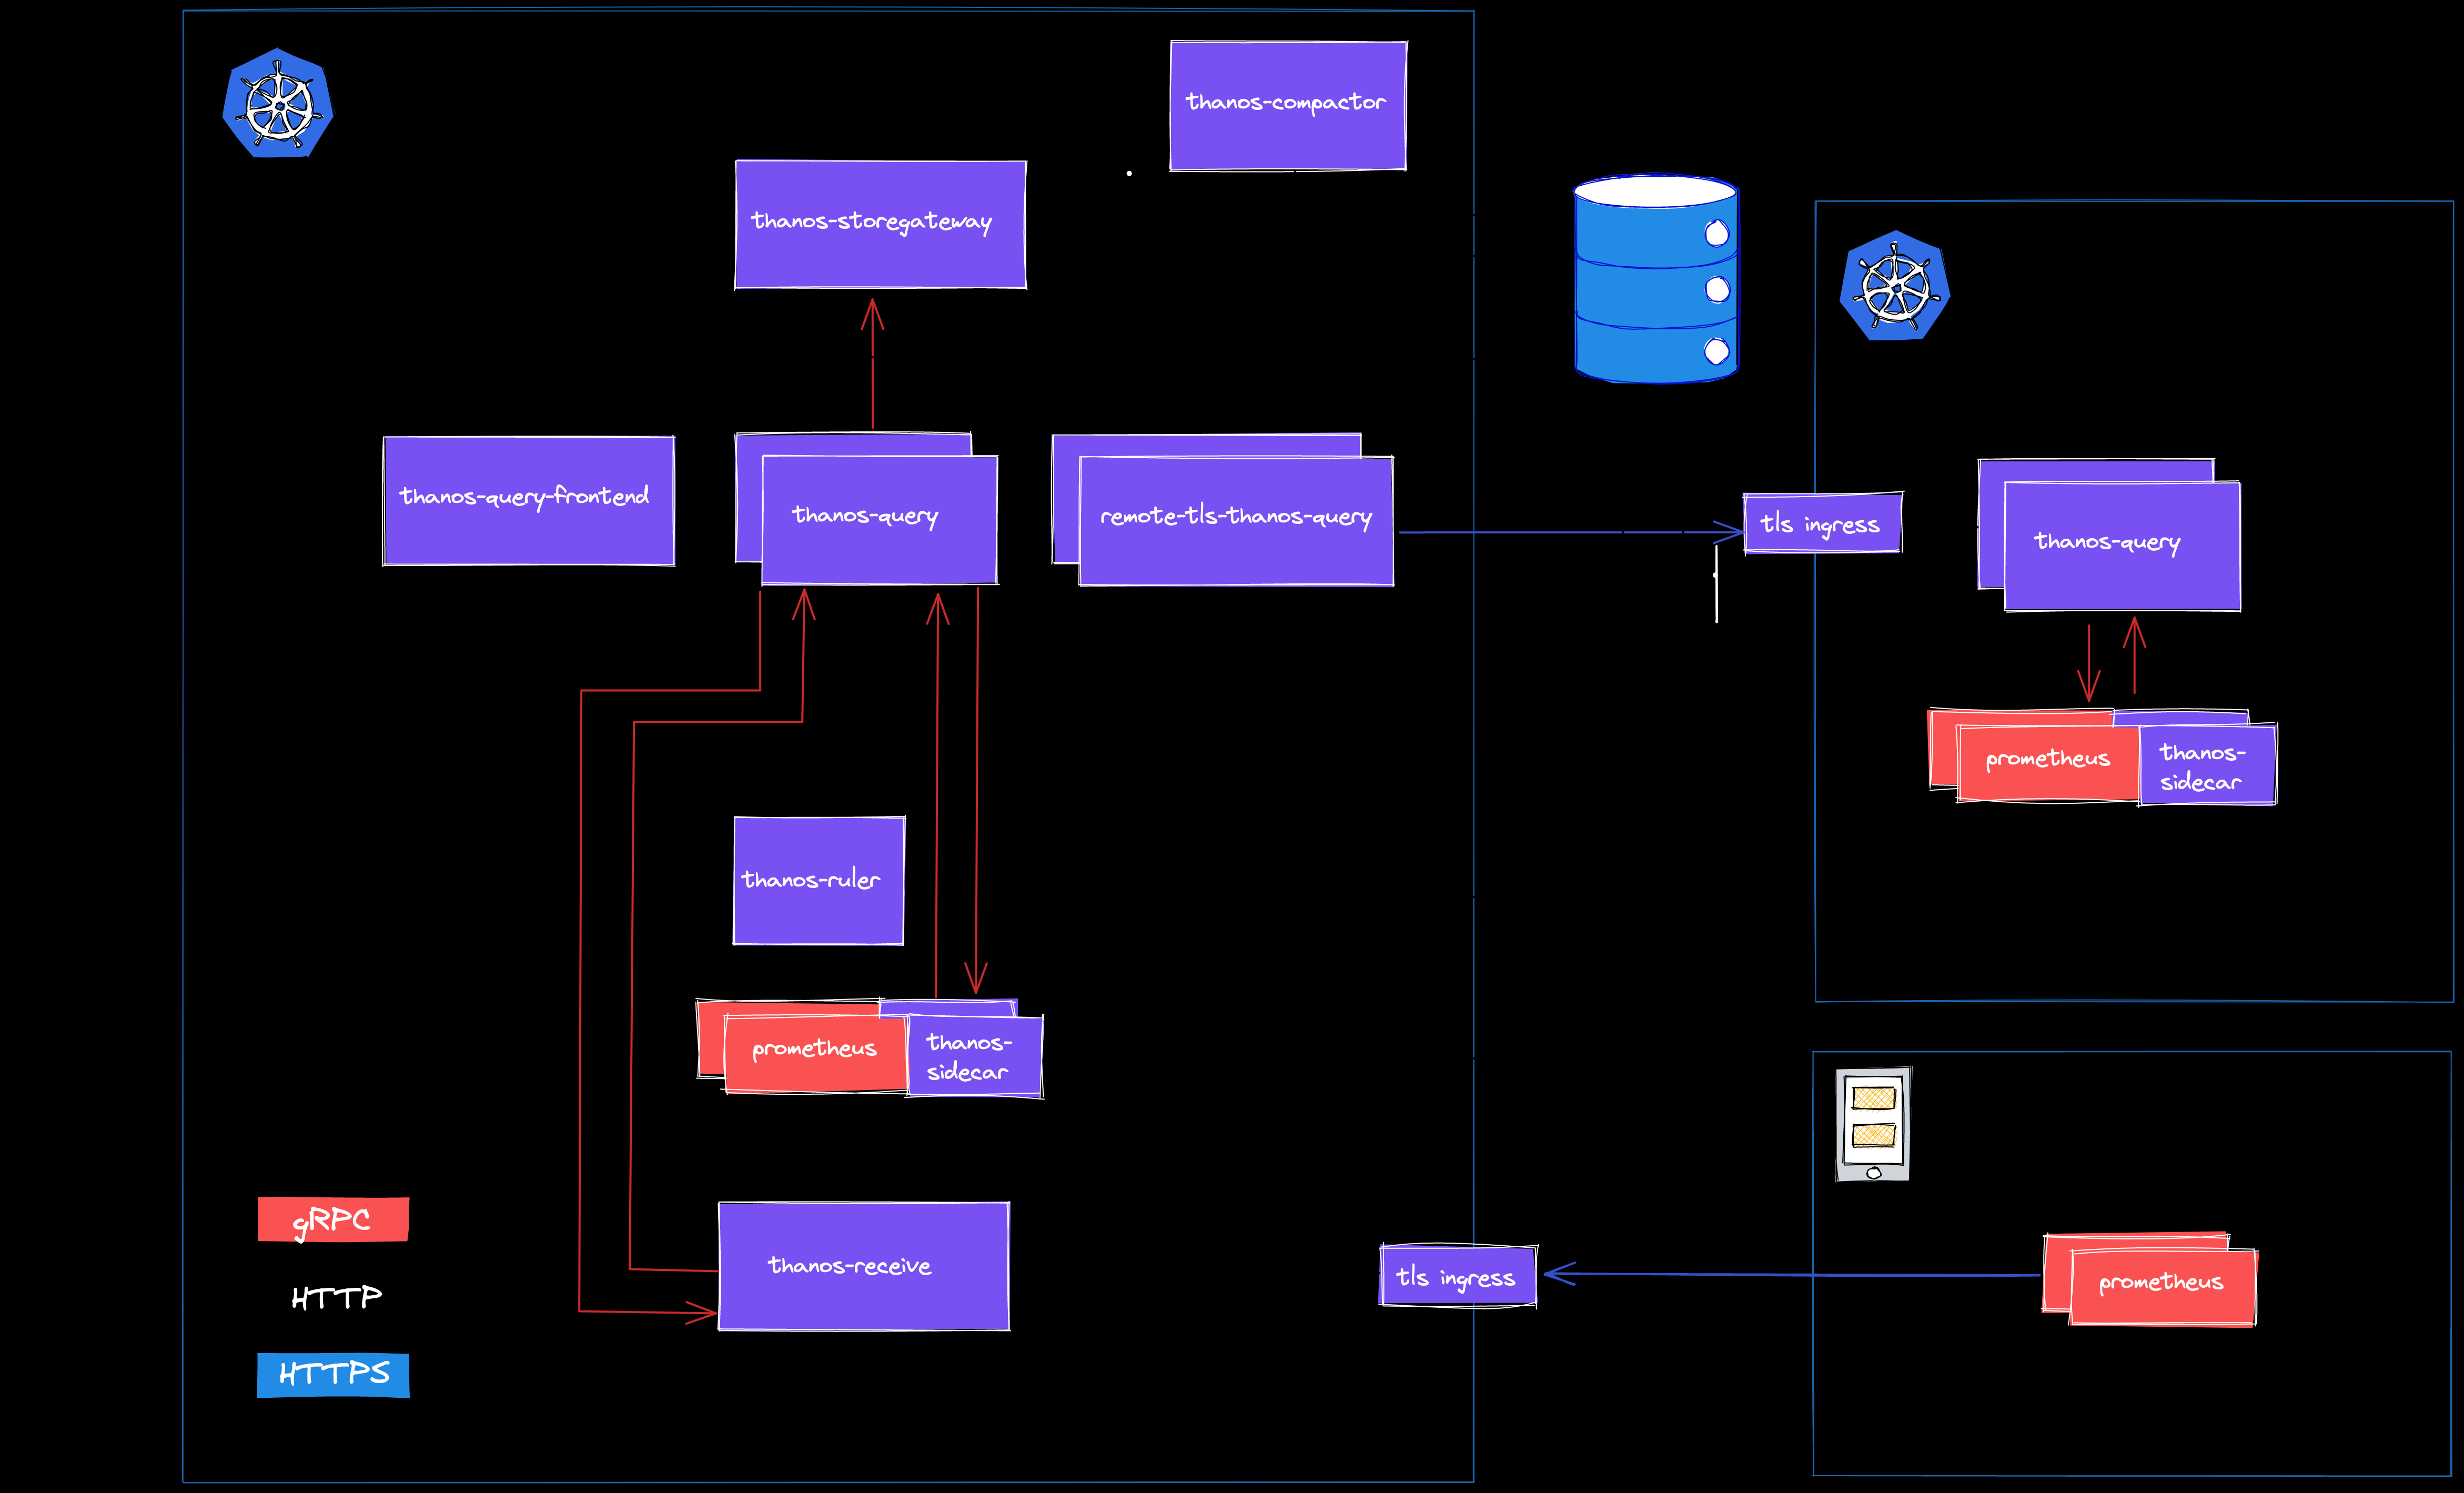 thanos-compactor
thanos-storegateway
thanos-query-frontend
thanos-query
remote-tls-thanos-query
tls ingress
thanos-query
prometheus
thanos-
sidecar
thanos-ruler
prometheus
thanos-
sidecar
gRPC
thanos-receive
tls ingress
prometheus
HTTP
HTTPS